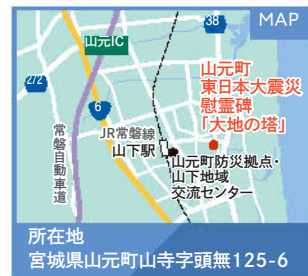 MAP
38
山元IC
272
山元町
東日本大震災
慰霊碑
「大地の塔」
6
JR常磐線
山下駅
常磐自動車道
山元町防災拠点・
山下地域
交流センター
所在地
宮城県山元町山寺字頭無125-6